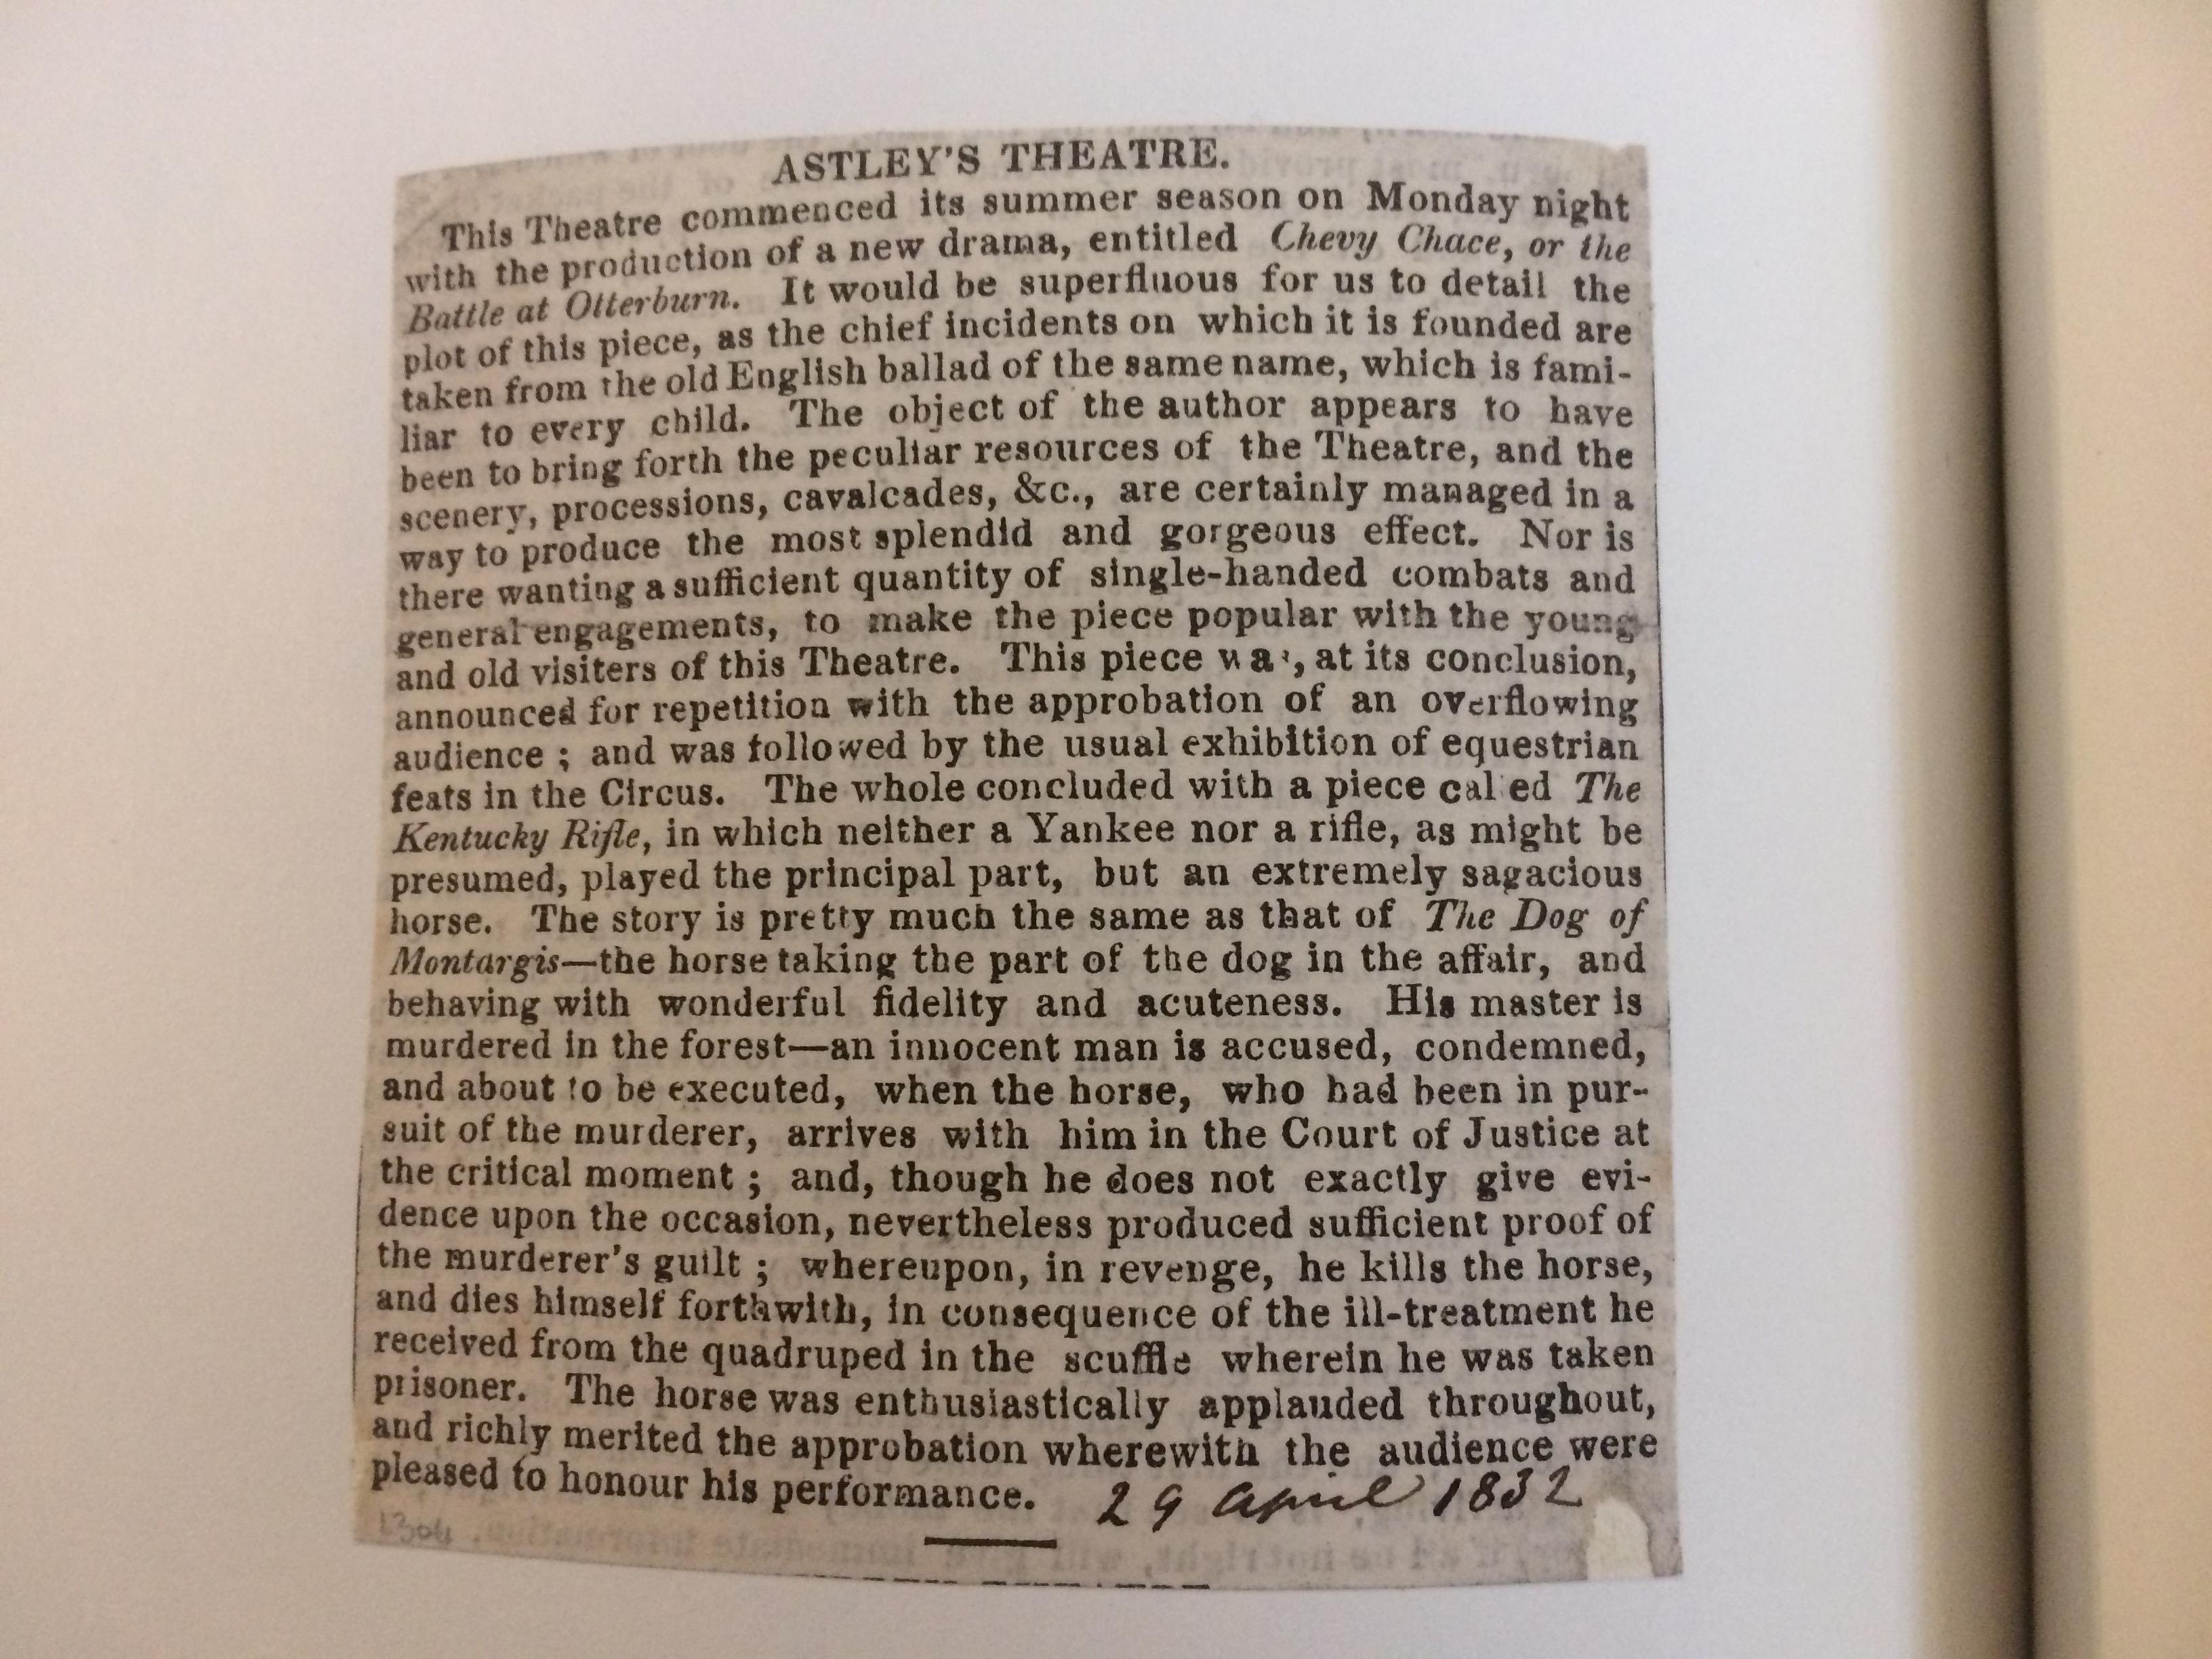 ASTLEY'S THEATRE.
This Theatre commenced its summer season on Monday night
with the production of a new drama, entitled Chevy Chace, or the
Battle at Otterburn. It would be superfluous for us to detail the
plot of this piece, as the chief incidents on which it is founded are
taken from the old English ballad of the same name, which is fami-
liar to every child. The object of the author appears to have
been to bring forth the peculiar resources of the Theatre, and the
scenery, processions, cavalcades, &c., are certainly managed in a
way to produce the most splendid and gorgeous effect. Nor is
there wanting a sufficient quantity of single-handed combats and
general engagements, to make the piece popular with the young
and old visiters of this Theatre. This piece was, at its conclusion,
announced for repetition with the approbation of an overflowing
audience ; and was followed by the usual exhibition of equestrian
feats in the Circus. The whole concluded with a piece cal ed The
Kentucky Rifle, in which neither a Yankee nor a rifle, as might be
presumed, played the principal part, but an extremely sagacious
horse. The story is pretty much the same as that of The Dog of
Montargis—the horse taking the part of the dog in the affair, and
behaving with wonderful fidelity and acuteness. His master is
murdered in the forest—an innocent man is accused, condemned,
and about to be executed, when the horse, who had been in pur-
suit of the murderer, arrives with him in the Court of Justice at
the critical moment ; and, though he does not exactly give evi-
dence upon the occasion, nevertheless produced sufficient proof of
the murderer's guilt ; whereupon, in revenge, he kills the horse,
and dies himself forthwith, in consequence of the ill-treatment he
received from the quadruped in the scuffle wherein he was taken
prisoner. The horse was enthusiastically applauded throughout,
and richly merited the approbation wherewith the audience were
pleased to honour his performance. 29 April 1832